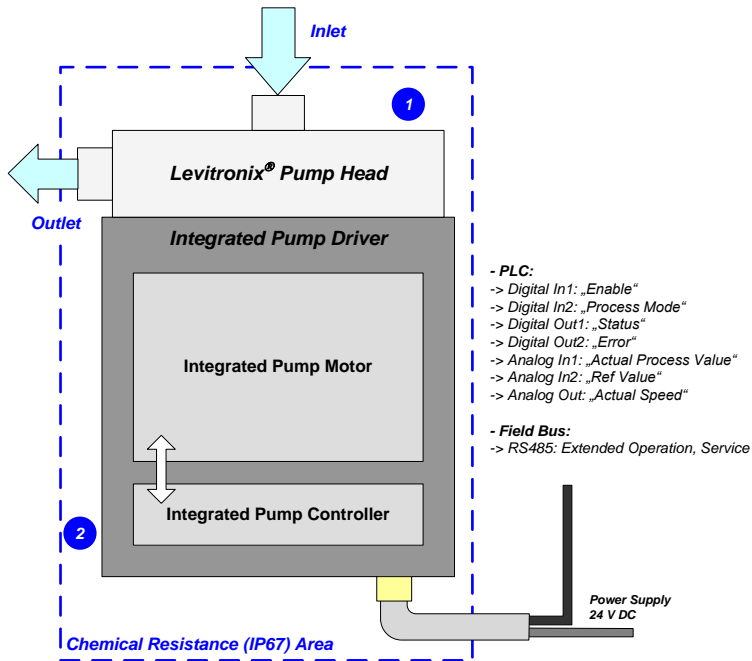 Inlet
1
Levitronix® Pump Head
Outlet
Integrated Pump Driver
Integrated Pump Motor
Integrated Pump Controller
2
Chemical Resistance (IP67) Area
- PLC:
-> Digital In1: „Enable“
-> Digital In2: „Process Mode“
-> Digital Out1: „Status“
-> Digital Out2: „Error“
-> Analog In1: „Actual Process Value“
-> Analog In2: „Ref Value“
-> Analog Out: „Actual Speed“
- Field Bus:
-> RS485: Extended Operation, Service
Power Supply
24 V DC